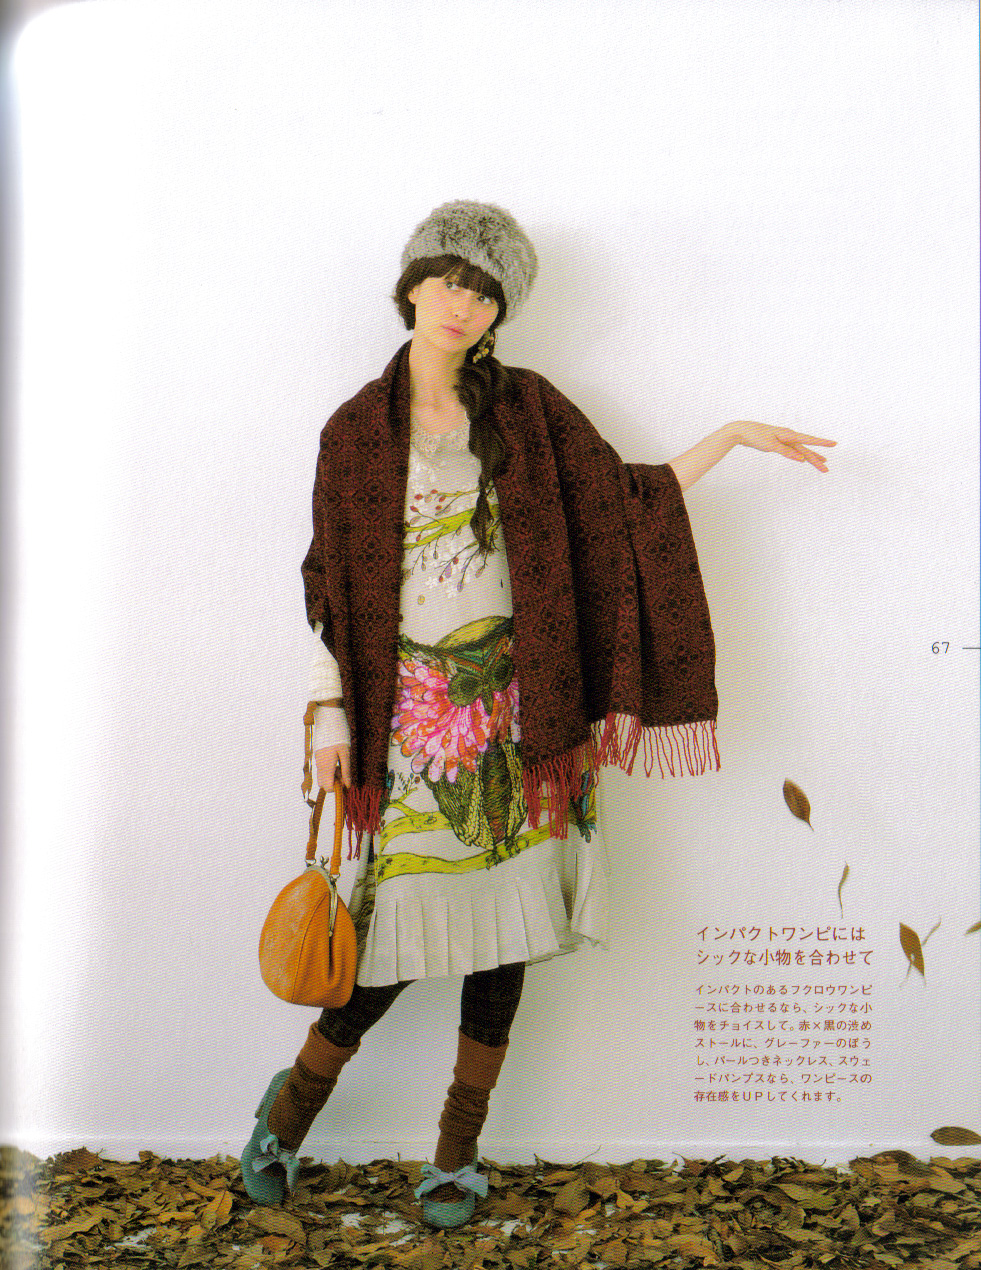 67
インパクトワンピには
シックな小物を合わせて
インパクトのあるフクロウワンピ
ースに合わせるなら、シックな小
物をチョイスして。赤×黒の渋め
ストールに、グレーファーのぼう
し、パールつきネックレス、スウェ
ードパンプスなら、ワンピースの
存在感をUPしてくれます。